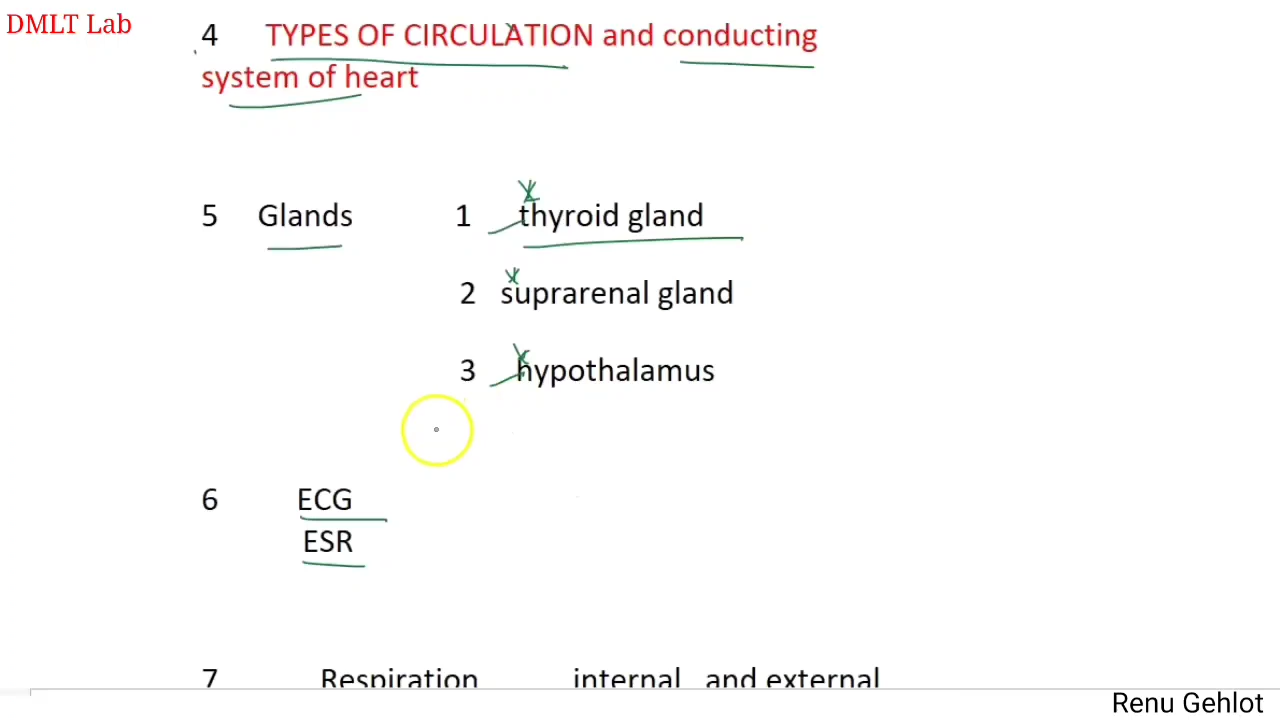 DMLT Lab
4 TYPES OF CIRCULATION and conducting
system of heart
5 Glands 1 thyroid gland
2 suprarenal gland
3 hypothalamus
6 ECG
ESR
7 Respiration internal and external
Renu Gehlot